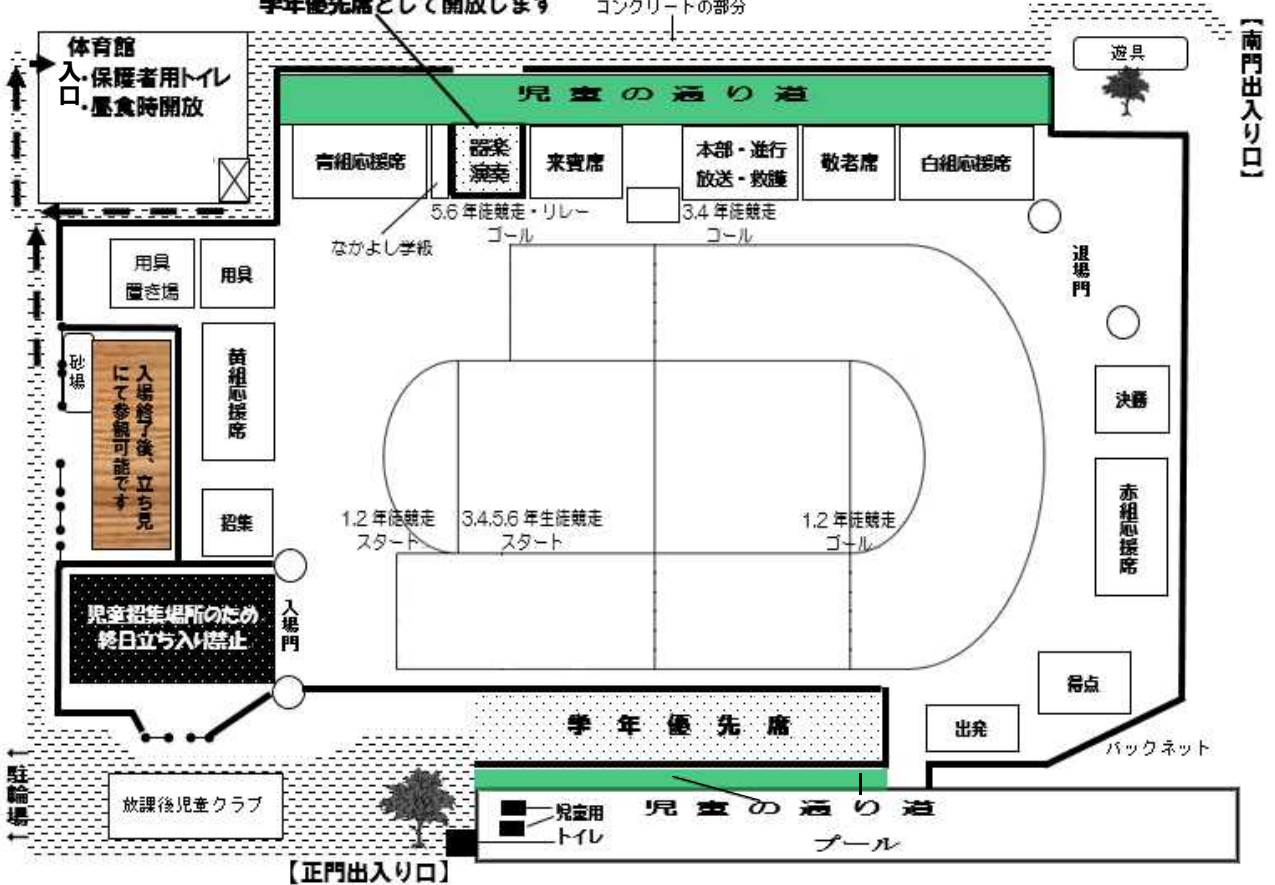 学年優先席として開放します
コンクリートの部分
体育館
入口
・保護者用トイレ
・昼食時開放
遊具
【南門出入り口】
児童の通り道
青組応援席
器楽
演奏
来賓席
本部・進行
放送・救護
敬老席
白組応援席
なかよし学級
5.6年徒競走・リレー
ゴール
3.4年徒競走
ゴール
退場門
用具
置き場
用具
砂場
入場終了後、立ち見
にて参観可能です
黄組応援席
招集
決勝
赤組応援席
1.2年徒競走
スタート
3.4.5.6年生徒競走
スタート
1.2年徒競走
ゴール
児童招集場所のため
終日立ち入り禁止
入場門
得点
出発
バックネット
学年優先席
児童の通り道
プール
児童用
トイレ
放課後児童クラブ
↑駐輪場↑
【正門出入り口】